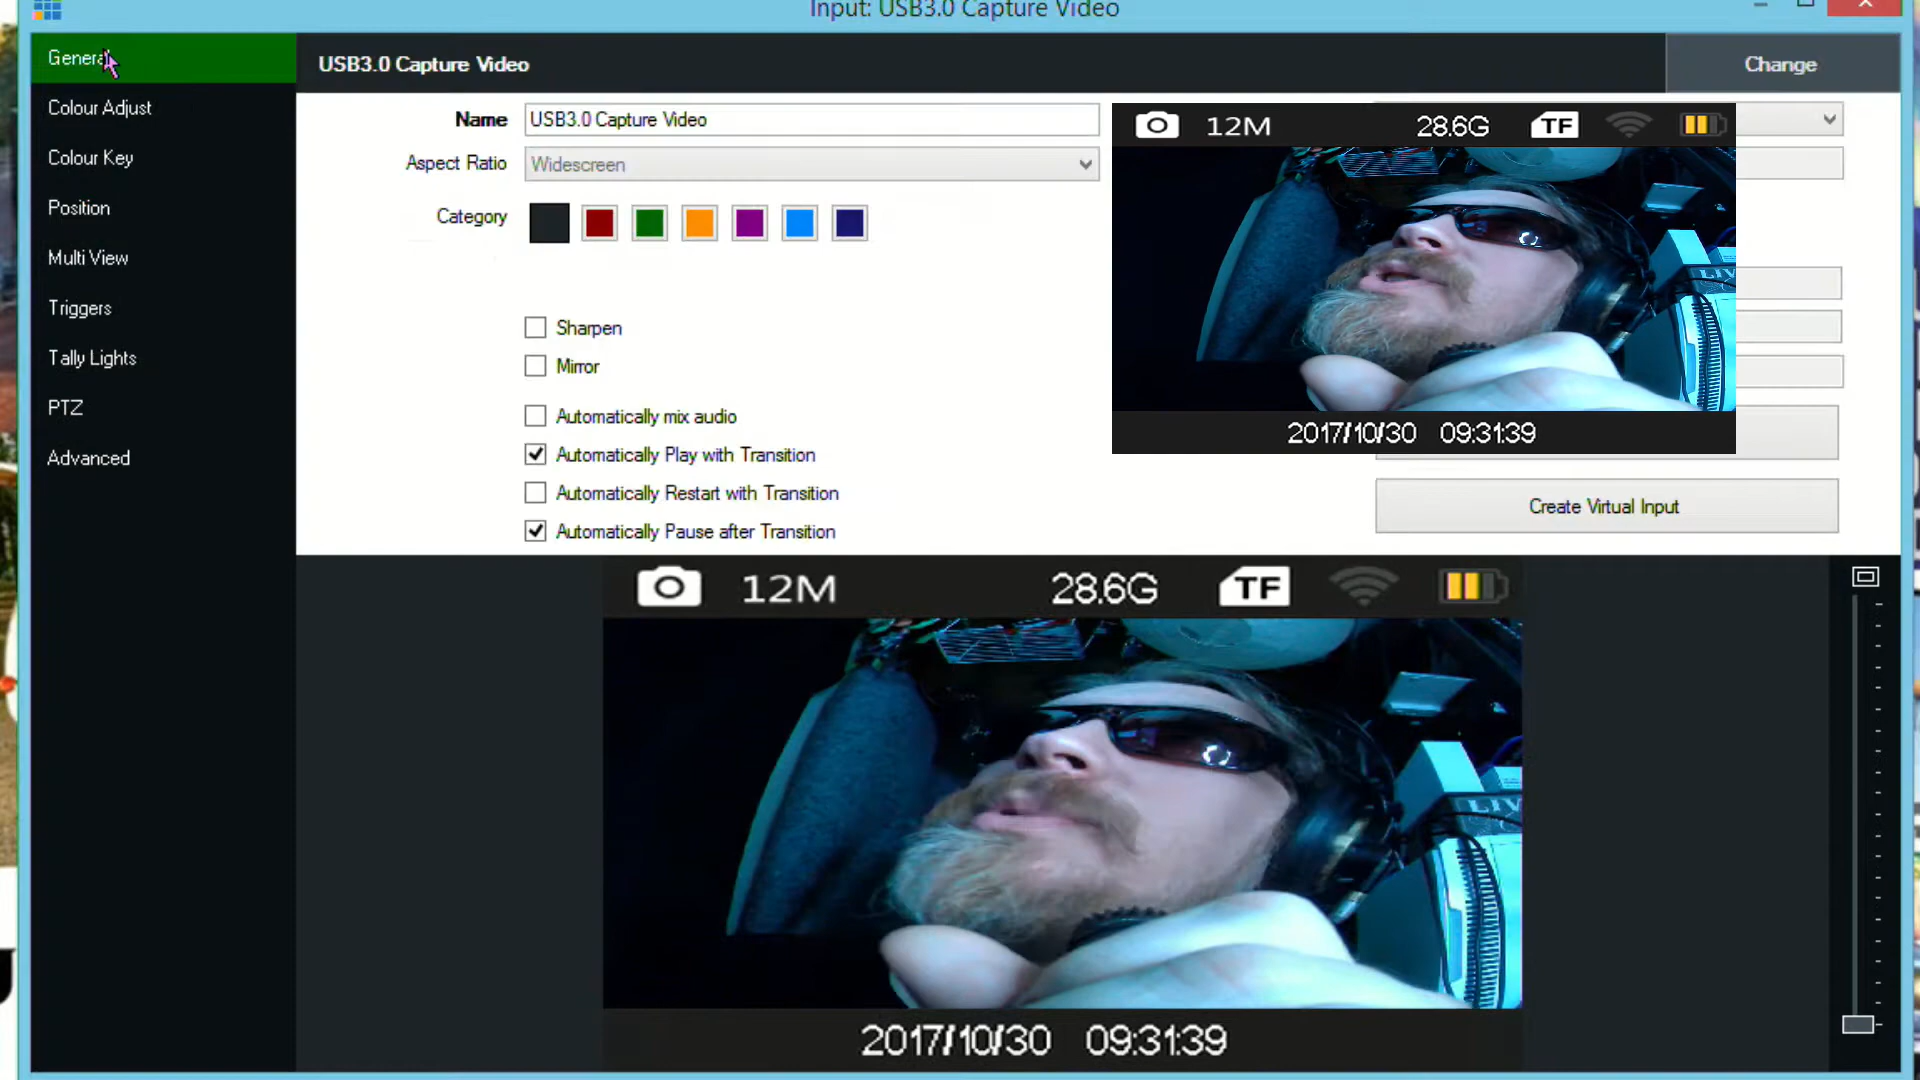 Input: USB3.0 Capture Video
General
USB3.0 Capture Video
Change
Colour Adjust
Colour Key
Position
Multi View
Triggers
Tally Lights
PTZ
Advanced
Name
USB3.0 Capture Video
Aspect Ratio
Widescreen
Category
Sharpen
Mirror
Automatically mix audio
Automatically Play with Transition
Automatically Restart with Transition
Automatically Pause after Transition
12M 28.6G TF
LIV
2017/10/30 09:31:39
Create Virtual Input
12M 28.6G TF
LIV
2017/10/30 09:31:39